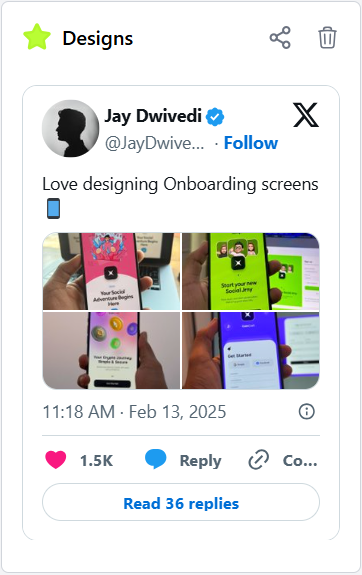 Designs
Jay Dwivedi
@JayDwive... · Follow
Love designing Onboarding screens
Your Social
Adventure Begins
Here
Start your new
Social Jrny
Your Crypto Journey
Simple & Secure
Get Started
11:18 AM · Feb 13, 2025
1.5K Reply Co...
Read 36 replies